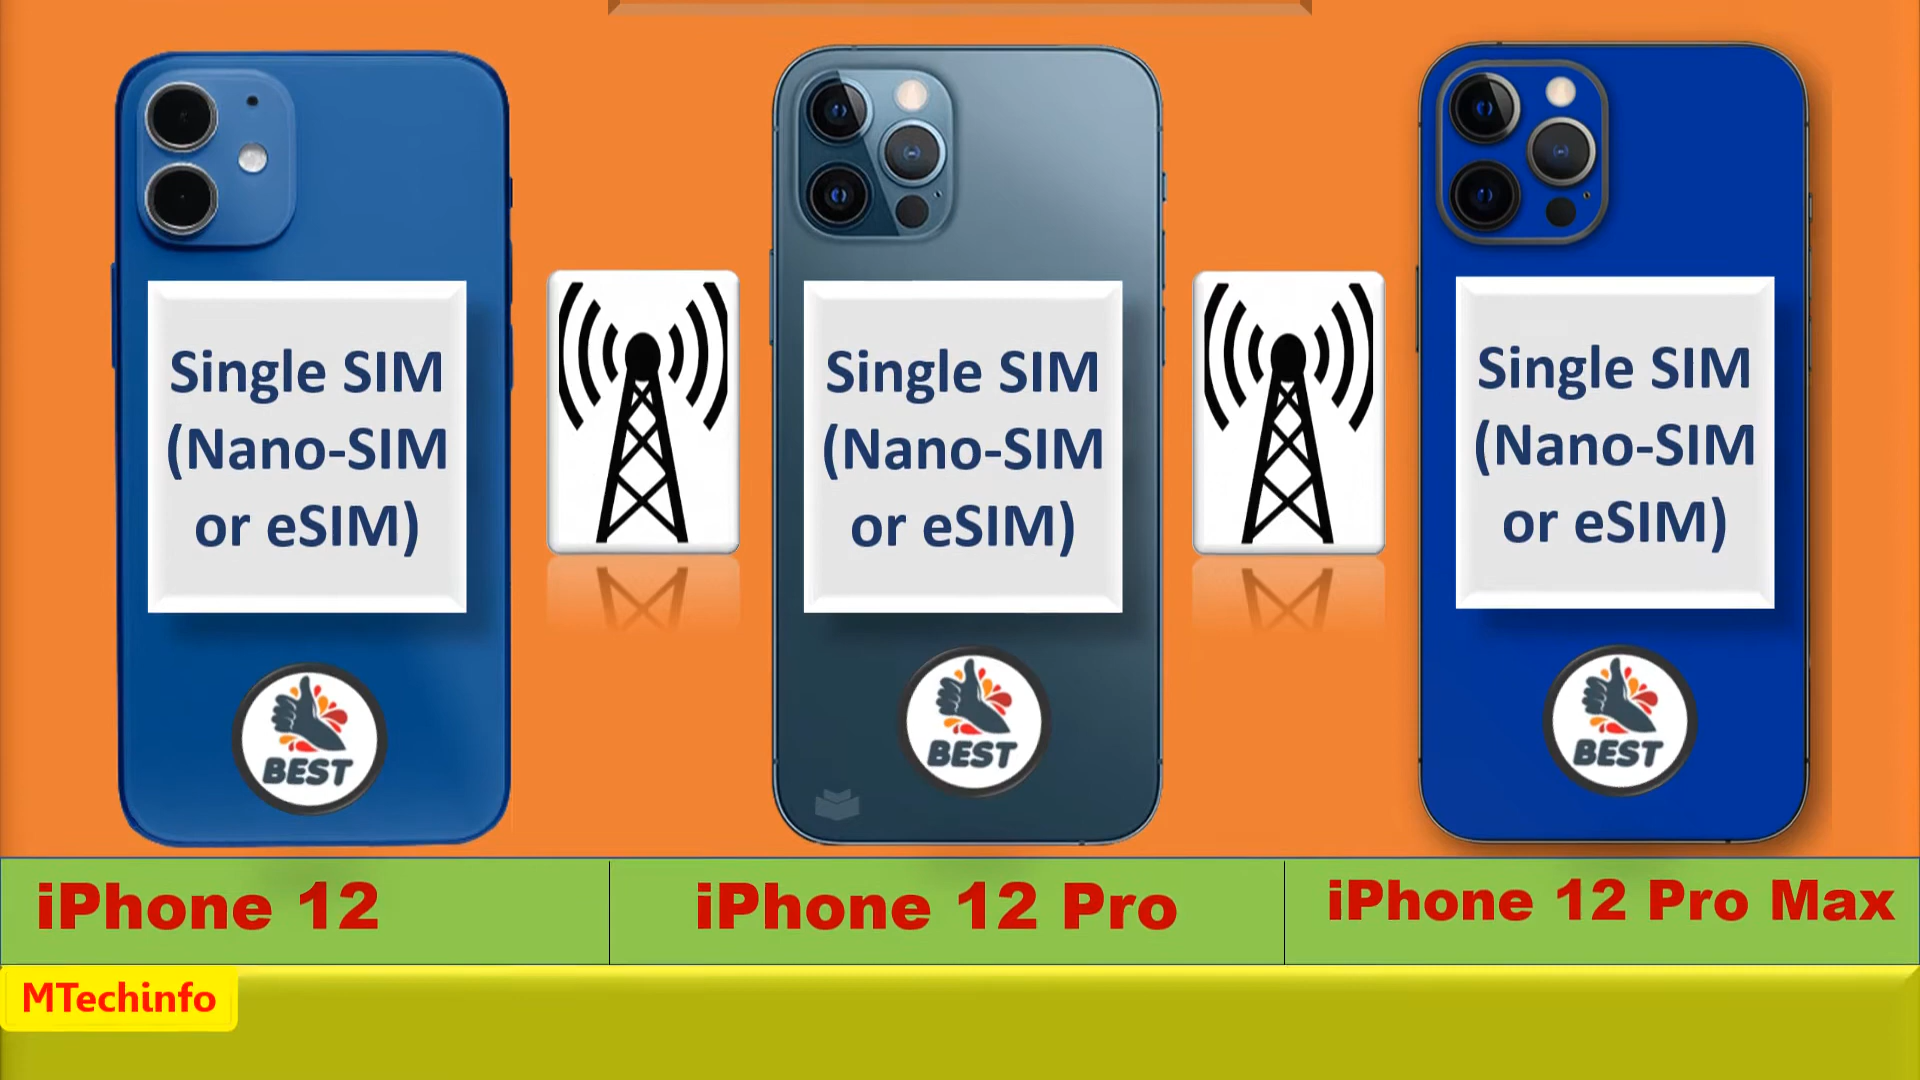 Single SIM
(Nano-SIM
or eSIM)
BEST
Single SIM
(Nano-SIM
or eSIM)
BEST
Single SIM
(Nano-SIM
or eSIM)
BEST
iPhone 12
iPhone 12 Pro
iPhone 12 Pro Max
MTechinfo